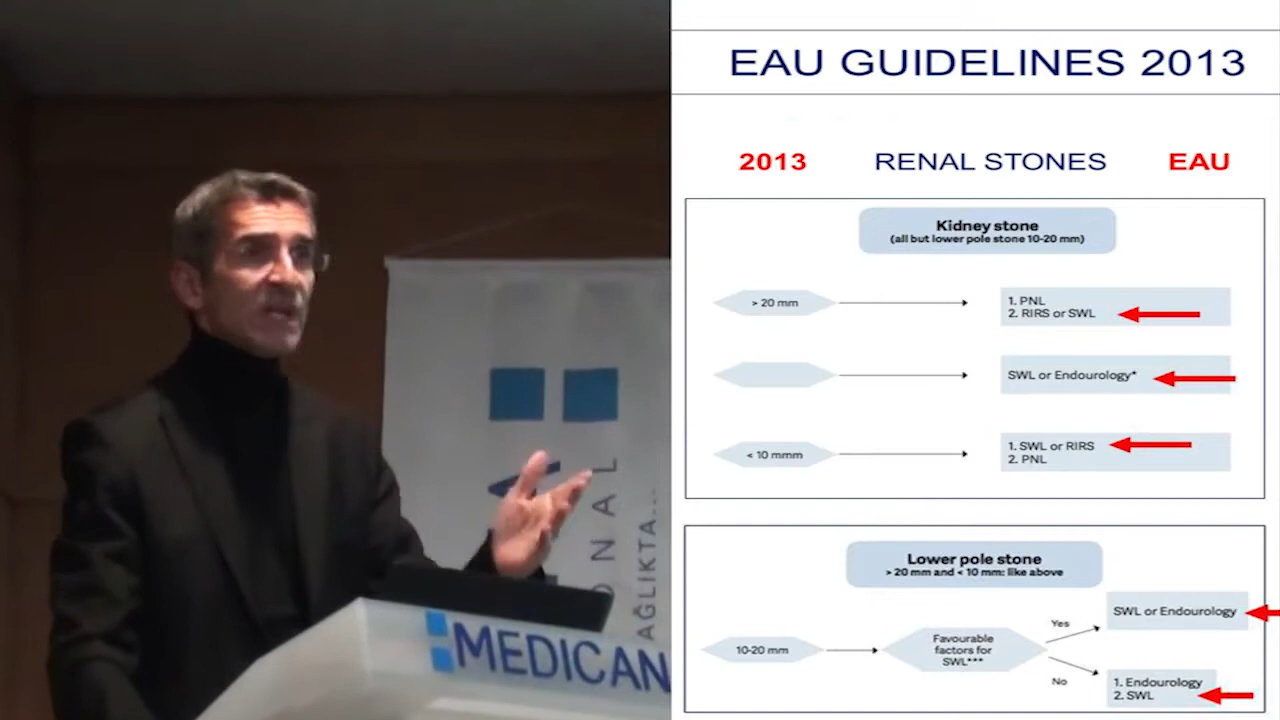 EAU GUIDELINES 2013
2013 RENAL STONES EAU
Kidney stone
(all but lower pole stone 10-20 mm)
> 20 mm
1. PNL
2. RIRS or SWL
SWL or Endourology*
< 10 mmm
1. SWL or RIRS
2. PNL
Lower pole stone
> 20 mm and < 10 mm: like above
10-20 mm
Favourable
factors for
SWL***
Yes
SWL or Endourology
No
1. Endourology
2. SWL
ONAL
AĞLIKTA...
MEDICAN